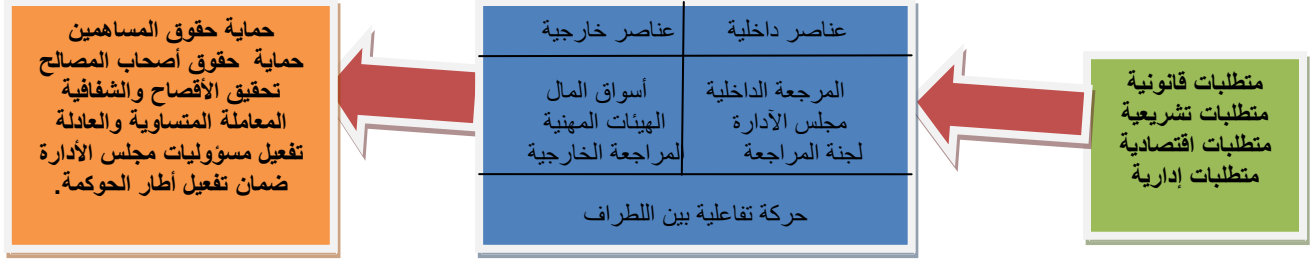 متطلبات قانونية
متطلبات تشريعية
متطلبات اقتصادية
متطلبات إدارية
عناصر داخلية
المرجعة الداخلية
مجلس الآدارة
لجنة المراجعة
عناصر خارجية
أسواق المال
الهيئات المهنية
المراجعة الخارجية
حركة تفاعلية بين اللطراف
حماية حقوق المساهمين
حماية حقوق أصحاب المصالح
تحقيق الأقصاح والشفافية
المعاملة المتساوية والعادلة
تفعيل مسؤوليات مجلس الأدارة
ضمان تفعيل أطار الحوكمة.